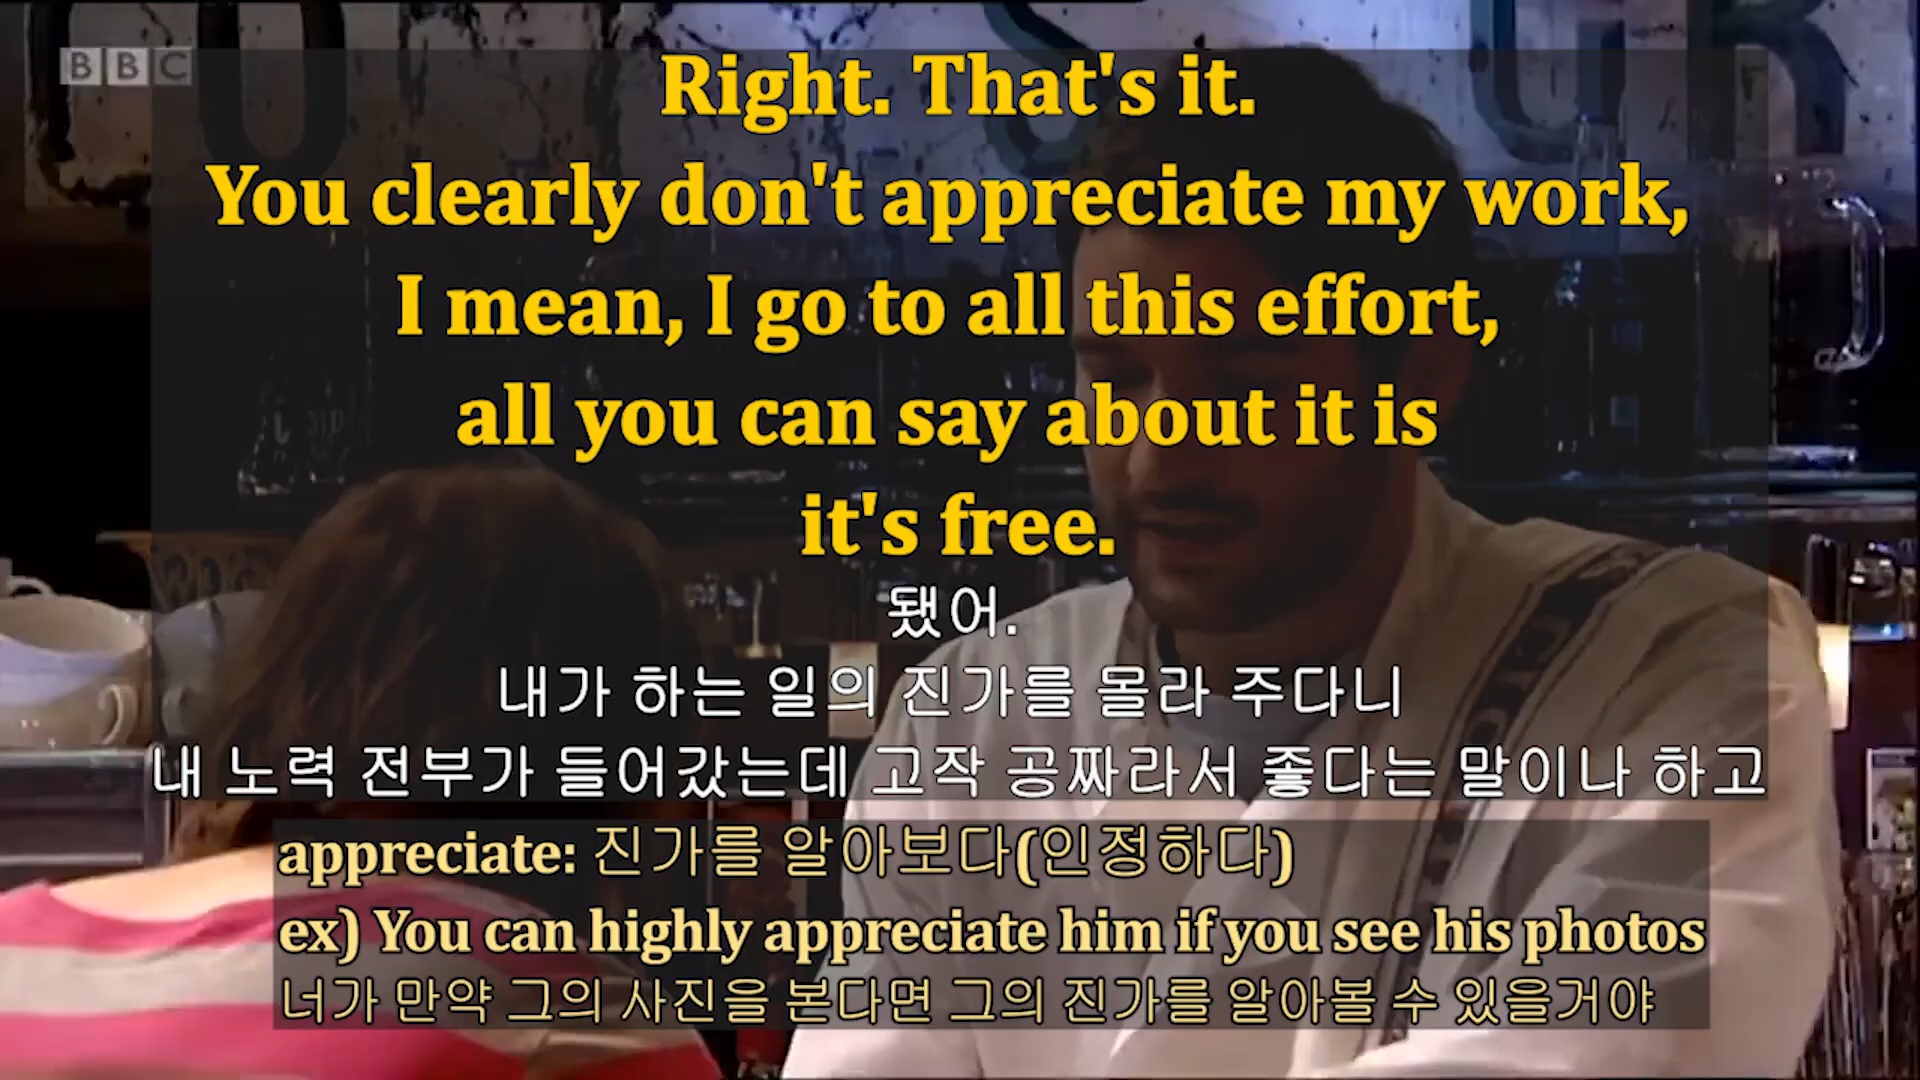 BBC
Right. That's it.
You clearly don't appreciate my work,
I mean, I go to all this effort,
all you can say about it is
it's free.
됐어.
내가 하는 일의 진가를 몰라 주다니
내 노력 전부가 들어갔는데 고작 공짜라서 좋다는 말이나 하고
appreciate: 진가를 알아보다(인정하다)
ex) You can highly appreciate him if you see his photos
너가 만약 그의 사진을 본다면 그의 진가를 알아볼 수 있을거야